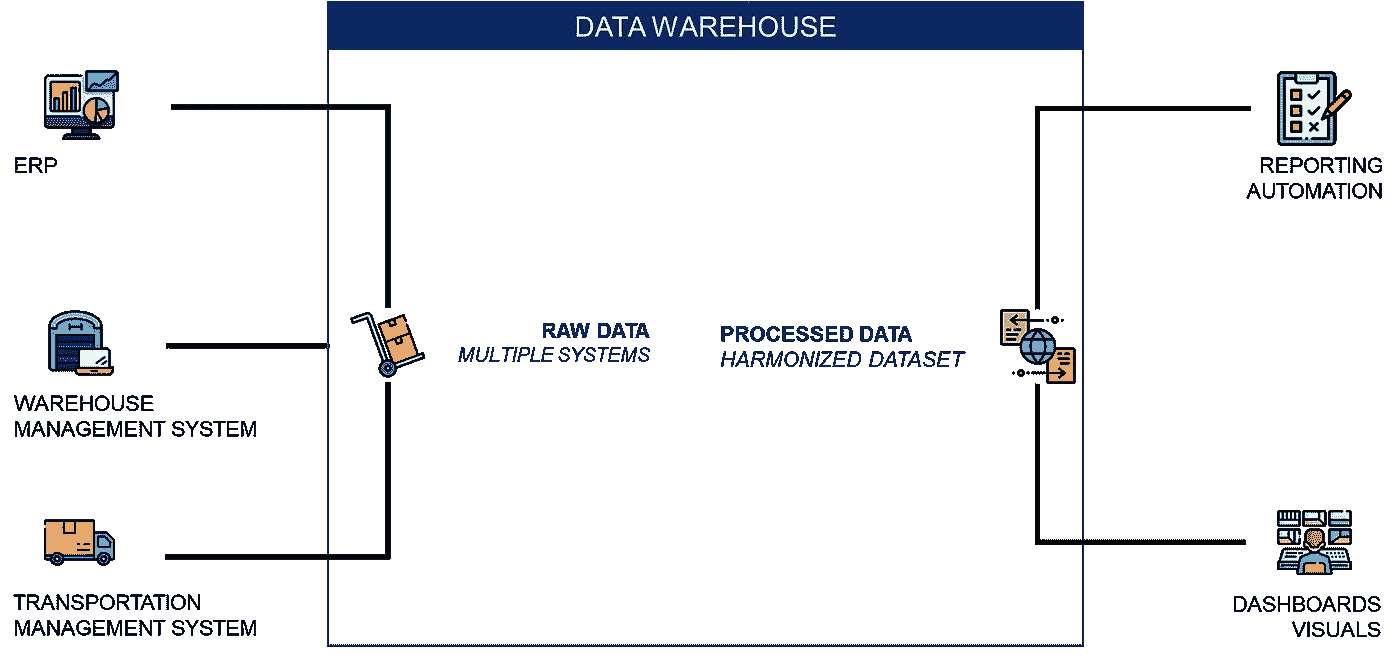 DATA WAREHOUSE
ERP
WAREHOUSE
MANAGEMENT SYSTEM
TRANSPORTATION
MANAGEMENT SYSTEM
RAW DATA
MULTIPLE SYSTEMS
PROCESSED DATA
HARMONIZED DATASET
REPORTING
AUTOMATION
DASHBOARDS
VISUALS